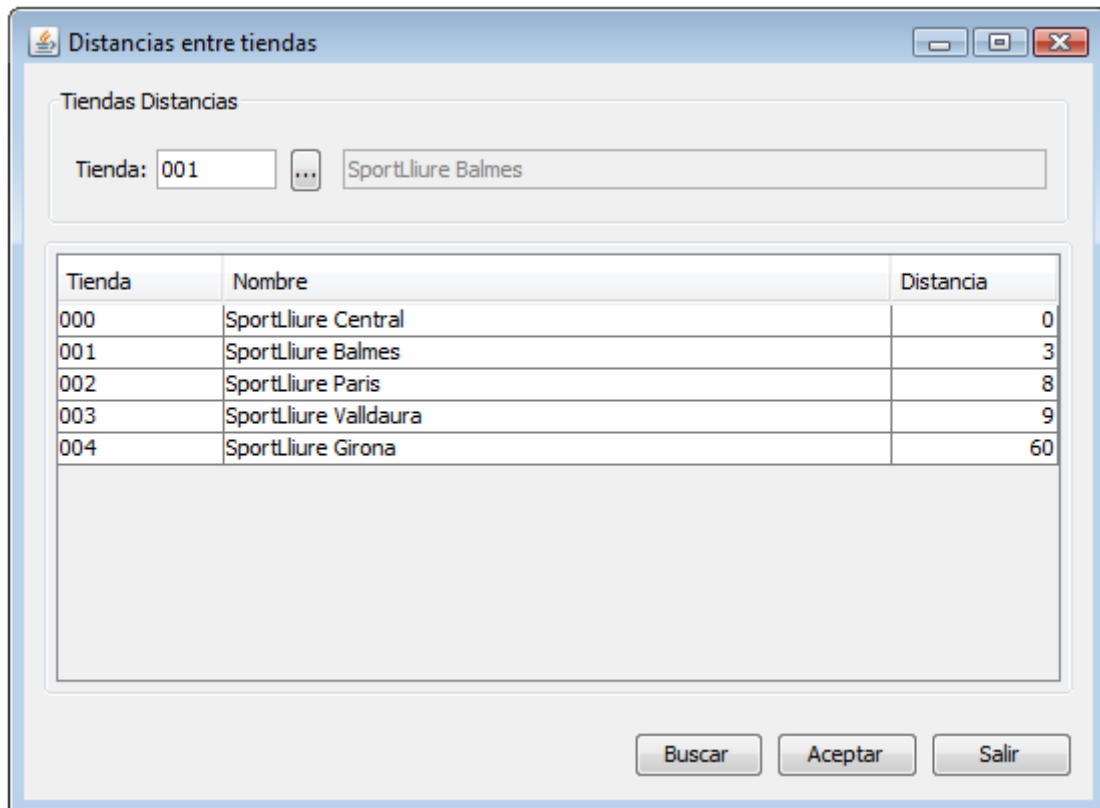 Distancias entre tiendas
Tiendas Distancias
Tienda: 001 ... SportLliure Balmes
Tienda Nombre Distancia
000 SportLliure Central 0
001 SportLliure Balmes 3
002 SportLliure Paris 8
003 SportLliure Valldaura 9
004 SportLliure Girona 60
Buscar Aceptar Salir